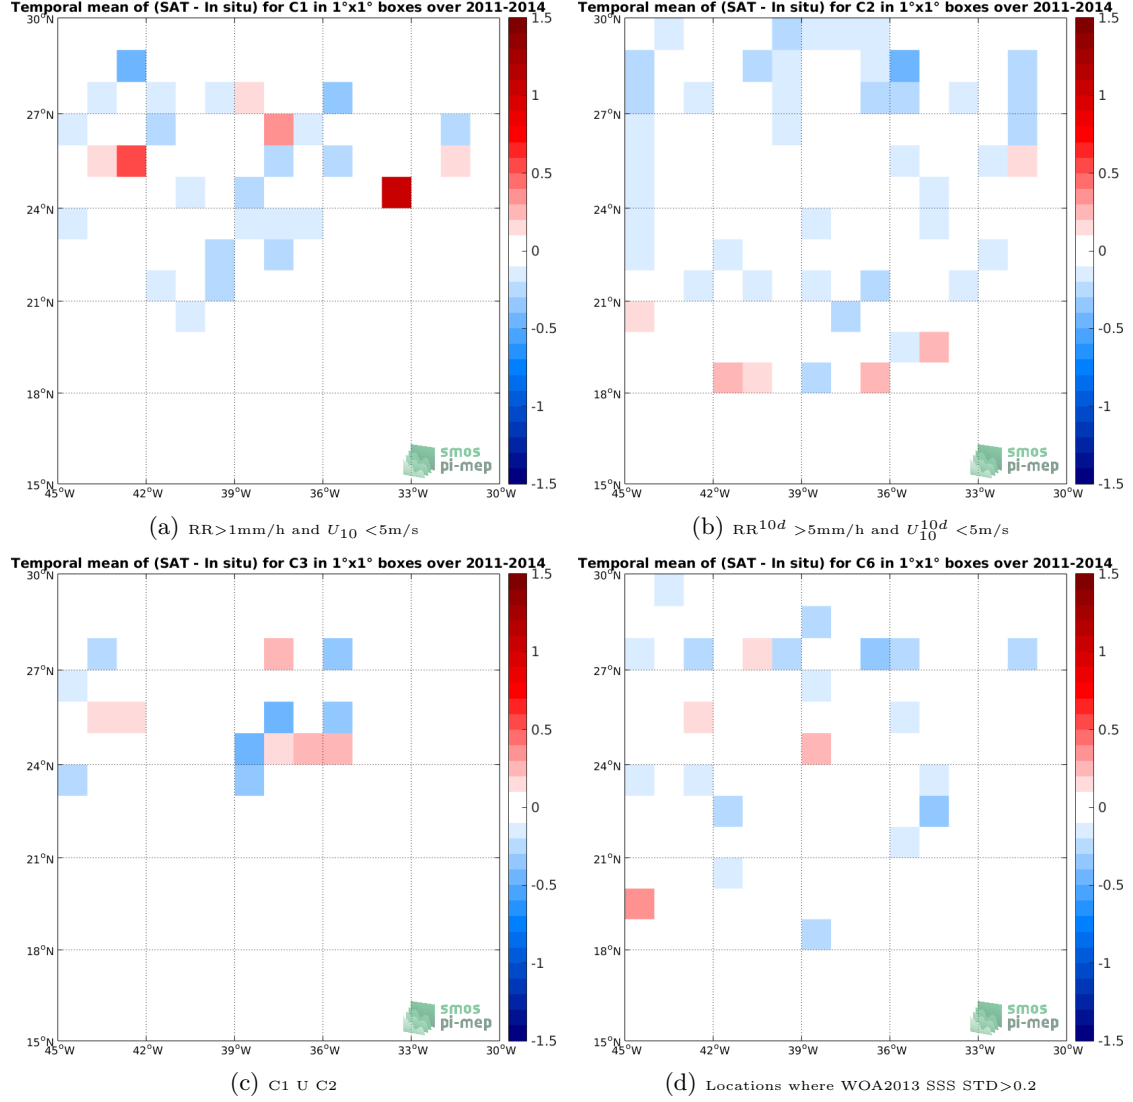 Temporal mean of (SAT - In situ) for C1 in 1°x1° boxes over 2011-2014
30°N
27°N
24°N
21°N
18°N
15°N
45°W 42°W 39°W 36°W 33°W 30°W
1.5
1
0.5
0
-0.5
-1
-1.5
smos
pi-mep
(a) RR>1mm/h and U10 <5m/s
Temporal mean of (SAT - In situ) for C2 in 1°x1° boxes over 2011-2014
30°N
27°N
24°N
21°N
18°N
15°N
45°W 42°W 39°W 36°W 33°W 30°W
1.5
1
0.5
0
-0.5
-1
-1.5
smos
pi-mep
(b) RR10d >5mm/h and U10d10 <5m/s
Temporal mean of (SAT - In situ) for C3 in 1°x1° boxes over 2011-2014
30°N
27°N
24°N
21°N
18°N
15°N
45°W 42°W 39°W 36°W 33°W 30°W
1.5
1
0.5
0
-0.5
-1
-1.5
smos
pi-mep
(c) C1 U C2
Temporal mean of (SAT - In situ) for C6 in 1°x1° boxes over 2011-2014
30°N
27°N
24°N
21°N
18°N
15°N
45°W 42°W 39°W 36°W 33°W 30°W
1.5
1
0.5
0
-0.5
-1
-1.5
smos
pi-mep
(d) Locations where WOA2013 SSS STD>0.2